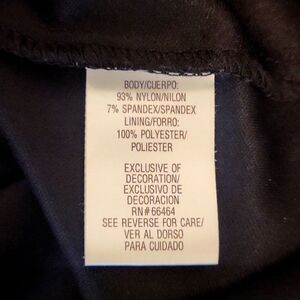 BODY/CUERPO:
93% NYLON/NILON
7% SPANDEX/SPANDEX
LINING/FORRO:
100% POLYESTER/
POLIESTER
EXCLUSIVE OF
DECORATION/
EXCLUSIVO DE
DECORACION
RN# 66464
SEE REVERSE FOR CARE/
VER AL DORSO
PARA CUIDADO